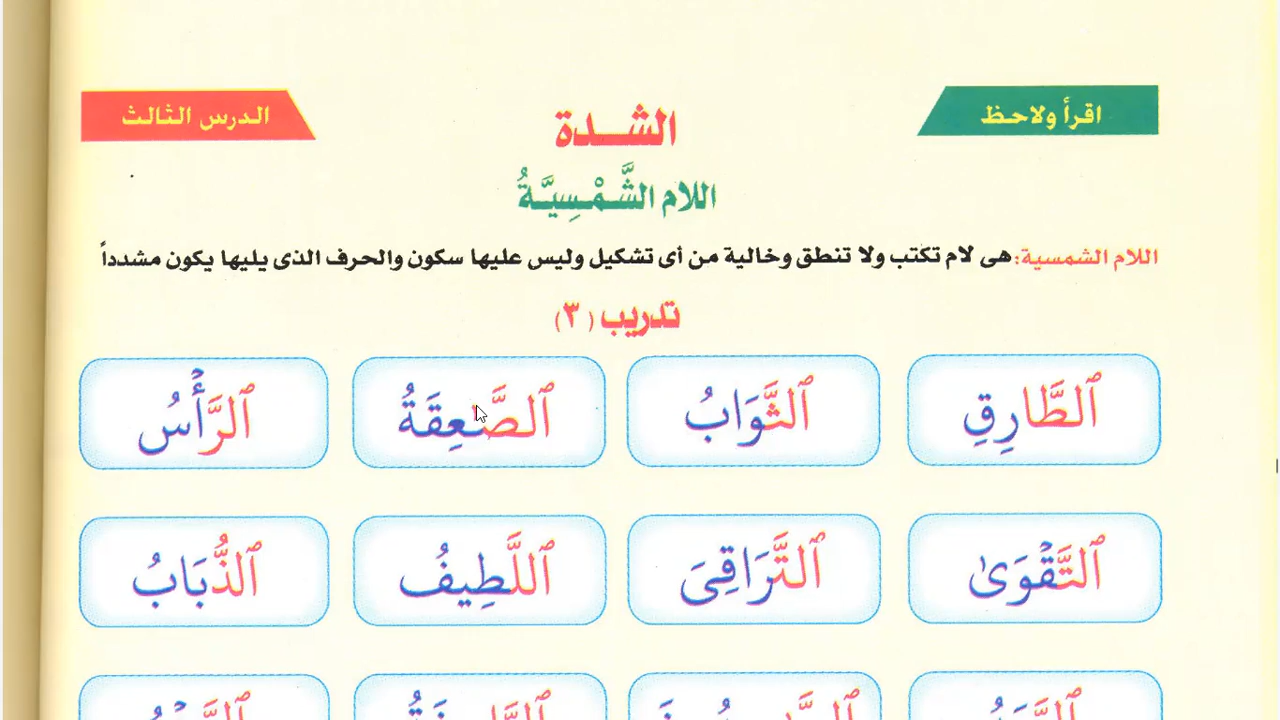 اقرأ ولاحظ
الشدة
الدرس الثالث
اللام الشَّمْسِيَّةُ
اللام الشمسية: هى لام تكتب ولا تنطق وخالية من أى تشكيل وليس عليها سكون والحرف الذى يليها يكون مشدداً
تدريب (٣)
ٱلطَّارِقِ ٱلثَّوَابُ ٱلصَّـٰعِقَةُ ٱلرَّأۡسُ
ٱلتَّقۡوَىٰ ٱلتَّرَاقِىَ ٱللَّطِيفُ ٱلذُّبَابُ